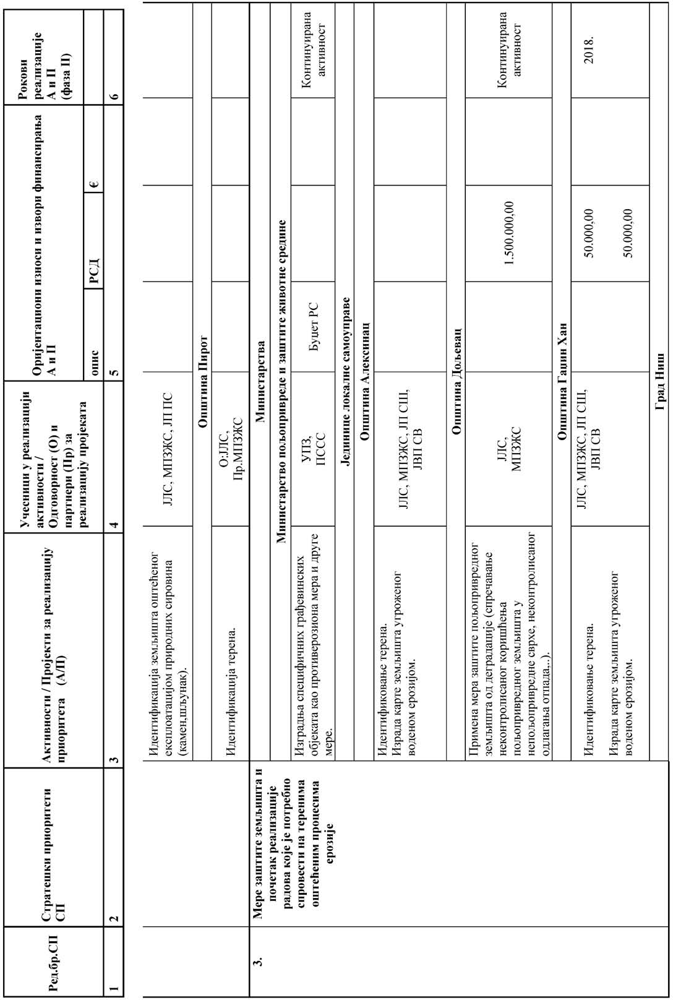 Ред.бр.СП
Стратешки приоритети
СП
Активности / Пројекти за реализацију
приоритета (А/П)
Учесници у реализацији
активности /
Одговорност (О) и
партнери (Пр) за
реализацију пројеката
Оријентациони износи и извори финансирања
А и П
опис
РСД
€
Рокови
реализације
А и П
(фаза II)
1
2
3
4
5
6
Идентификација земљишта оштећеног
експлоатацијом природних сировина
(камен,шљунак).
ЈЛС, МПЗЖС, ЈП ПС
Општина Пирот
Идентификација терена.
О:ЈЛС,
Пр.МПЗЖС
3.
Мере заштите земљишта и
почетак реализације
радова које је потребно
спровести на теренима
оштећеним процесима
ерозије
Министарства
Министарство пољопривреде и заштите животне средине
Изградња специфичних грађевинских
објеката као противерозиона мера и друге
мере.
УПЗ,
ПССС
Буџет РС
Континуирана
активност
Јединице локалне самоуправе
Општина Алексинац
Идентификовање терена.
Израда карте земљишта угроженог
воденом ерозијом.
ЈЛС, МПЗЖС, ЈП СШ,
ЈВП СВ
Општина Дољевац
Примена мера заштите пољопривредног
земљишта од деградације (спречавање
неконтролисаног коришћења
пољопривредног земљишта у
непољопривредне сврхе, неконтролисаног
одлагања отпада,..).
ЈЛС,
МПЗЖС
1.500.000,00
Континуирана
активност
Општина Гаџин Хан
Идентификовање терена.
Израда карте земљишта угроженог
воденом ерозијом.
ЈЛС, МПЗЖС, ЈП СШ,
ЈВП СВ
50.000,00
50.000,00
2018.
Град Ниш